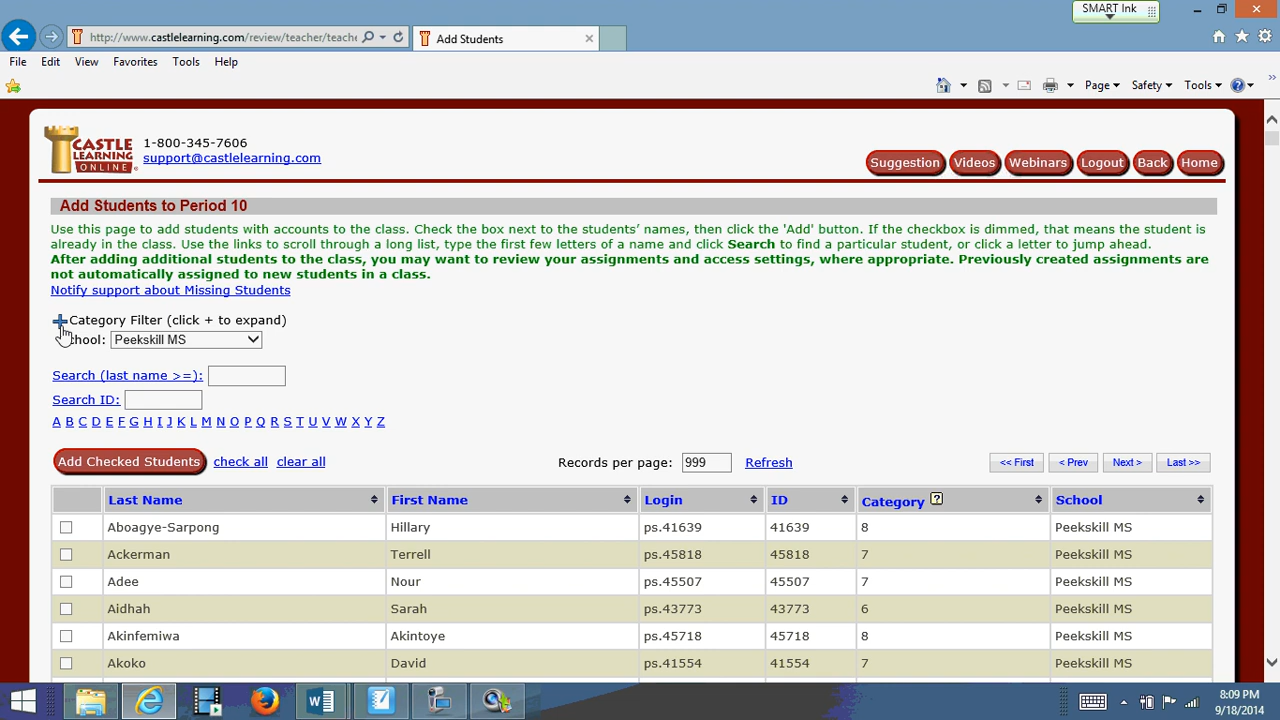 SMART Ink
http://www.castlelearning.com/review/teacher/teache
Add Students
File Edit View Favorites Tools Help
Page Safety Tools
CASTLE LEARNING ONLINE
1-800-345-7606
support@castlelearning.com
Suggestion Videos Webinars Logout Back Home
Add Students to Period 10
Use this page to add students with accounts to the class. Check the box next to the students' names, then click the 'Add' button. If the checkbox is dimmed, that means the student is
already in the class. Use the links to scroll through a long list, type the first few letters of a name and click Search to find a particular student, or click a letter to jump ahead.
After adding additional students to the class, you may want to review your assignments and access settings, where appropriate. Previously created assignments are
not automatically assigned to new students in a class.
Notify support about Missing Students
Category Filter (click + to expand)
hool: Peekskill MS
Search (last name >=):
Search ID:
A B C D E F G H I J K L M N O P Q R S T U V W X Y Z
Add Checked Students check all clear all Records per page: 999 Refresh << First < Prev Next > Last >>
Last Name First Name Login ID Category ? School
Aboagye-Sarpong Hillary ps.41639 41639 8 Peekskill MS
Ackerman Terrell ps.45818 45818 7 Peekskill MS
Adee Nour ps.45507 45507 7 Peekskill MS
Aidhah Sarah ps.43773 43773 6 Peekskill MS
Akinfemiwa Akintoye ps.45718 45718 8 Peekskill MS
Akoko David ps.41554 41554 7 Peekskill MS
8:09 PM
9/18/2014